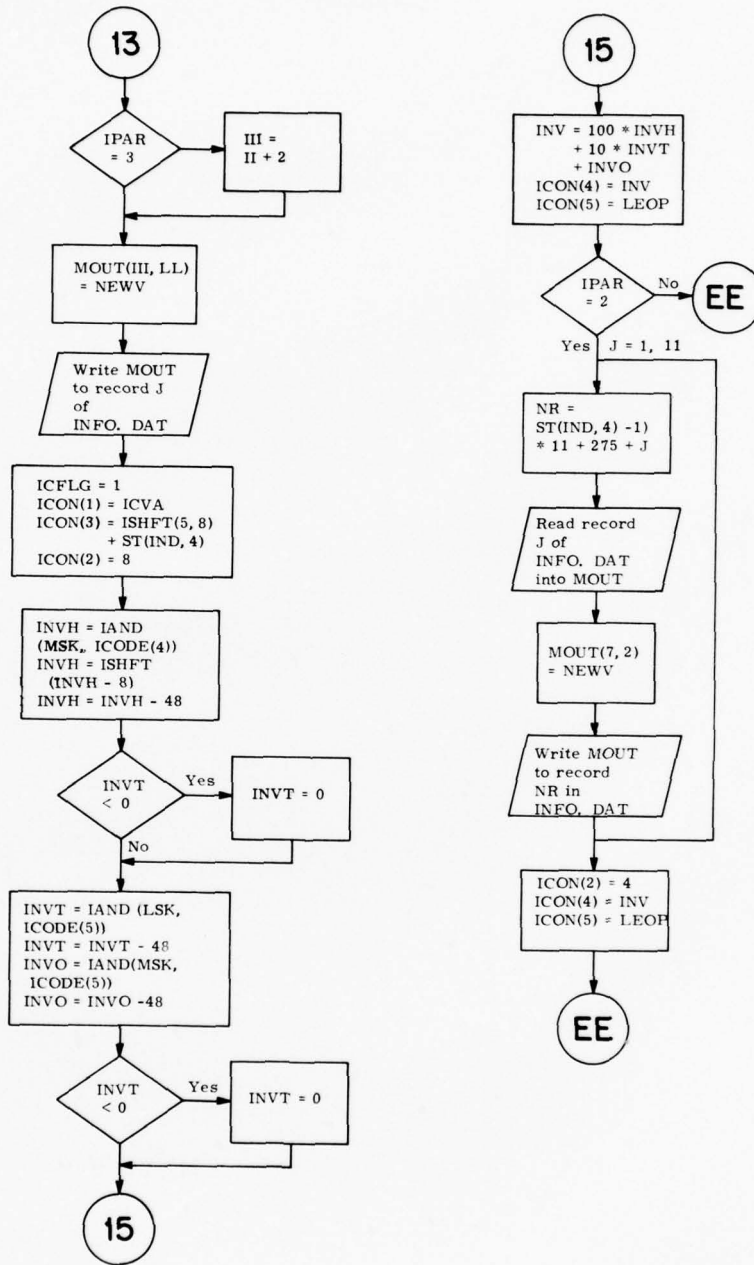 13
IPAR
= 3
III =
II + 2
MOUT(III, LL)
= NEWV
Write MOUT
to record J
of
INFO. DAT
ICFLG = 1
ICON(1) = ICVA
ICON(3) = ISHFT(5, 8)
+ ST(IND, 4)
ICON(2) = 8
INVH = IAND
(MSK, ICODE(4))
INVH = ISHFT
(INVH - 8)
INVH = INVH - 48
INVT
< 0
Yes
INVT = 0
No
INVT = IAND (LSK,
ICODE(5))
INVT = INVT - 48
INVO = IAND(MSK,
ICODE(5))
INVO = INVO -48
INVT
< 0
Yes
INVT = 0
15
15
INV = 100 * INVH
+ 10 * INVT
+ INVO
ICON(4) = INV
ICON(5) = LEOP
IPAR
= 2
No
EE
Yes
J = 1, 11
NR =
ST(IND, 4) -1)
* 11 + 275 + J
Read record
J of
INFO. DAT
into MOUT
MOUT(7, 2)
= NEWV
Write MOUT
to record
NR in
INFO. DAT
ICON(2) = 4
ICON(4) = INV
ICON(5) = LEOP
EE